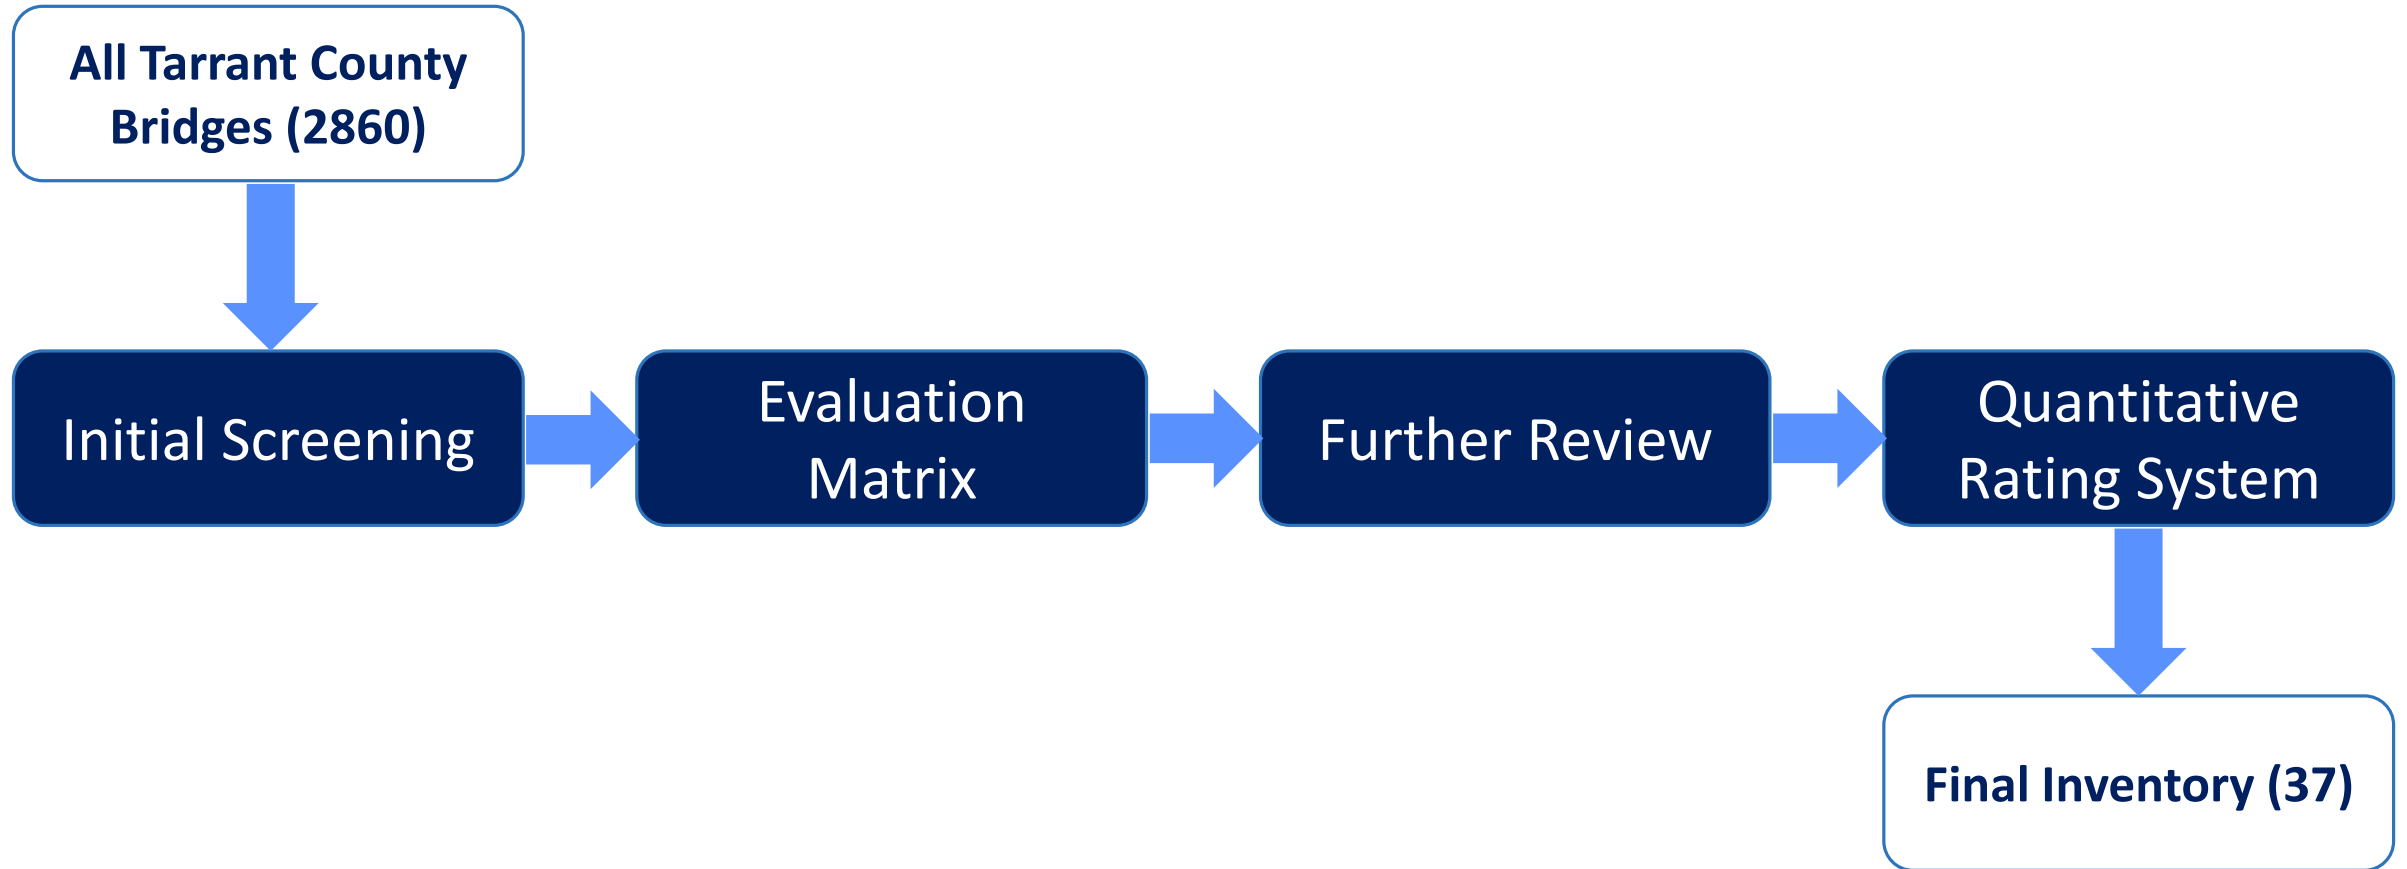 All Tarrant County
Bridges (2860)
Initial Screening
Evaluation
Matrix
Further Review
Quantitative
Rating System
Final Inventory (37)